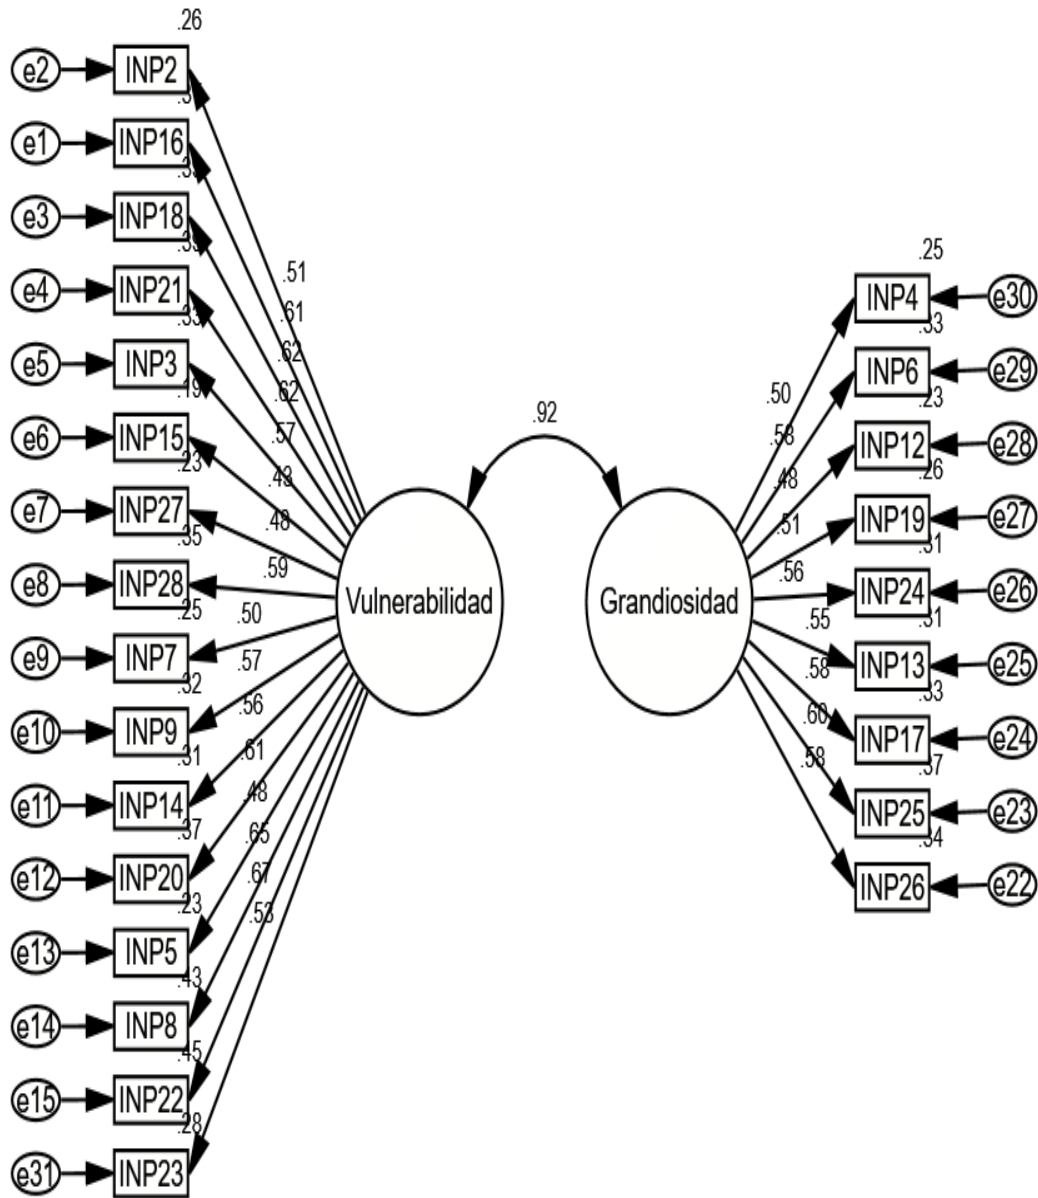 .26
e2 INP2
e1 INP16
e3 INP18
e4 INP21
.33
e5 INP3
.19
e6 INP15
.23
e7 INP27
.35
e8 INP28
.25
e9 INP7
.32
e10 INP9
.31
e11 INP14
.37
e12 INP20
.23
e13 INP5
.43
e14 INP8
.45
e15 INP22
.28
e31 INP23
.51
.61
.62
.62
.57
.43
.48
.59
.50
.57
.56
.61
.48
.65
.67
.53
Vulnerabilidad
.92
Grandiosidad
.50
.58
.48
.51
.56
.55
.58
.60
.58
.25
INP4 e30
.33
INP6 e29
.23
INP12 e28
.26
INP19 e27
.31
INP24 e26
.31
INP13 e25
.33
INP17 e24
.37
INP25 e23
.34
INP26 e22